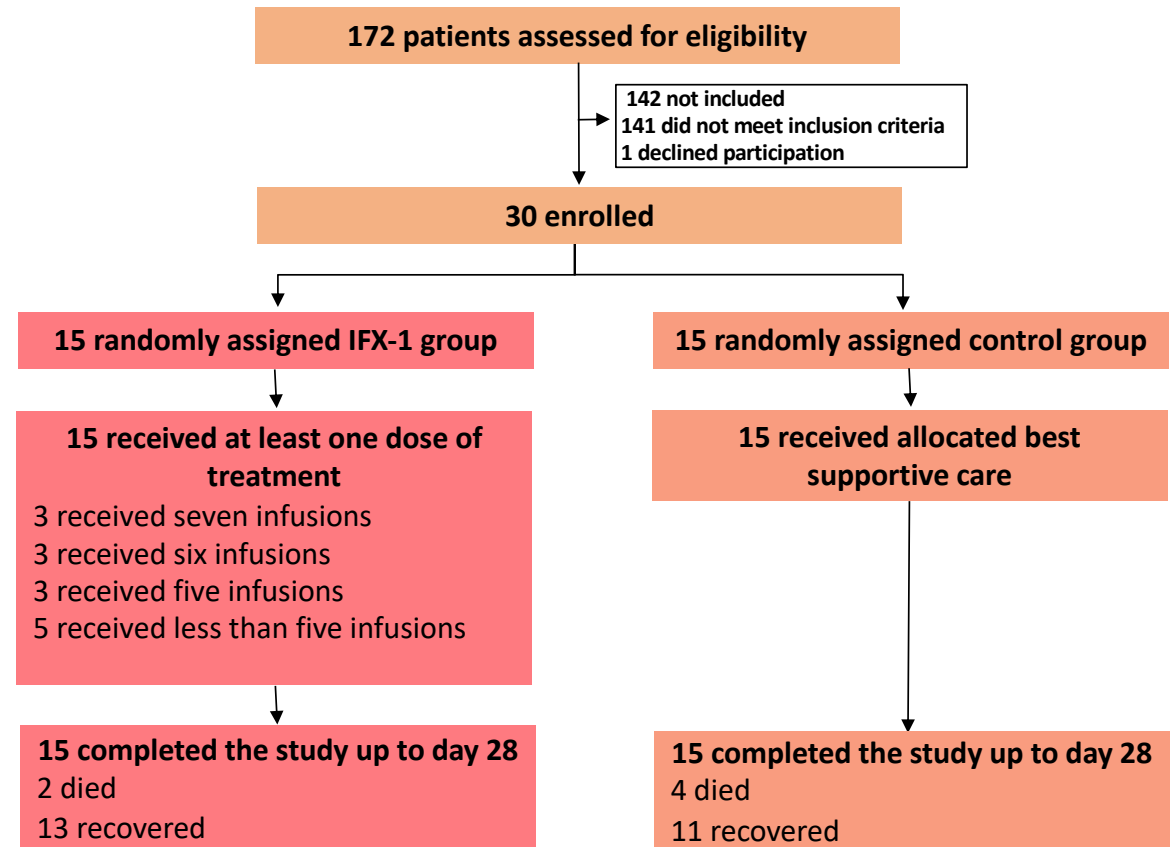 172 patients assessed for eligibility
142 not included
141 did not meet inclusion criteria
1 declined participation
30 enrolled
15 randomly assigned IFX-1 group
15 randomly assigned control group
15 received at least one dose of
treatment
3 received seven infusions
3 received six infusions
3 received five infusions
5 received less than five infusions
15 received allocated best
supportive care
15 completed the study up to day 28
2 died
13 recovered
15 completed the study up to day 28
4 died
11 recovered